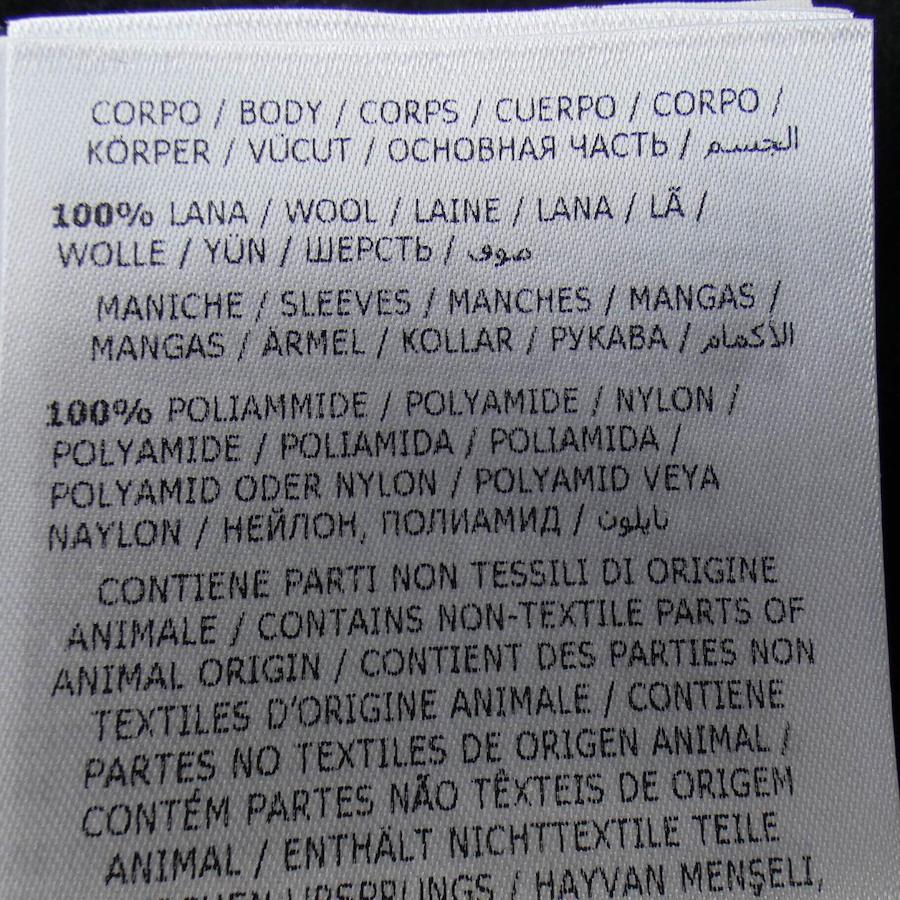 CORPO / BODY / CORPS / CUERPO / CORPO /
KÖRPER / VÜCUT / ОСНОВНАЯ ЧАСТЬ / الجسم
100% LANA / WOOL / LAINE / LANA / LÃ /
WOLLE / YÜN / ШЕРСТЬ / صوف
MANICHE / SLEEVES / MANCHES / MANGAS /
MANGAS / ÄRMEL / KOLLAR / РУКАВА / الأكمام
100% POLIAMMIDE / POLYAMIDE / NYLON /
POLYAMIDE / POLIAMIDA / POLIAMIDA /
POLYAMID ODER NYLON / POLYAMID VEYA
NAYLON / НЕЙЛОН, ПОЛИАМИД / نايلون
CONTIENE PARTI NON TESSILI DI ORIGINE
ANIMALE / CONTAINS NON-TEXTILE PARTS OF
ANIMAL ORIGIN / CONTIENT DES PARTIES NON
TEXTILES D'ORIGINE ANIMALE / CONTIENE
PARTES NO TEXTILES DE ORIGEN ANIMAL /
CONTÉM PARTES NÃO TÊXTEIS DE ORIGEM
ANIMAL / ENTHÄLT NICHTTEXTILE TEILE
URSPRUNGS / HAYVAN MENŞELI,